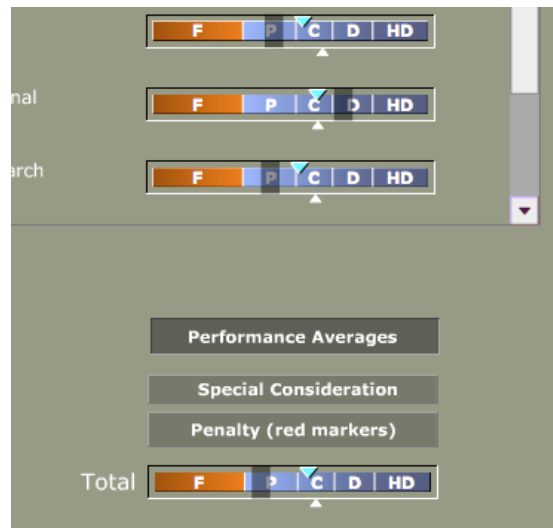 F P C D HD
nal
F P C D HD
arch
F P C D HD
Performance Averages
Special Consideration
Penalty (red markers)
Total F P C D HD